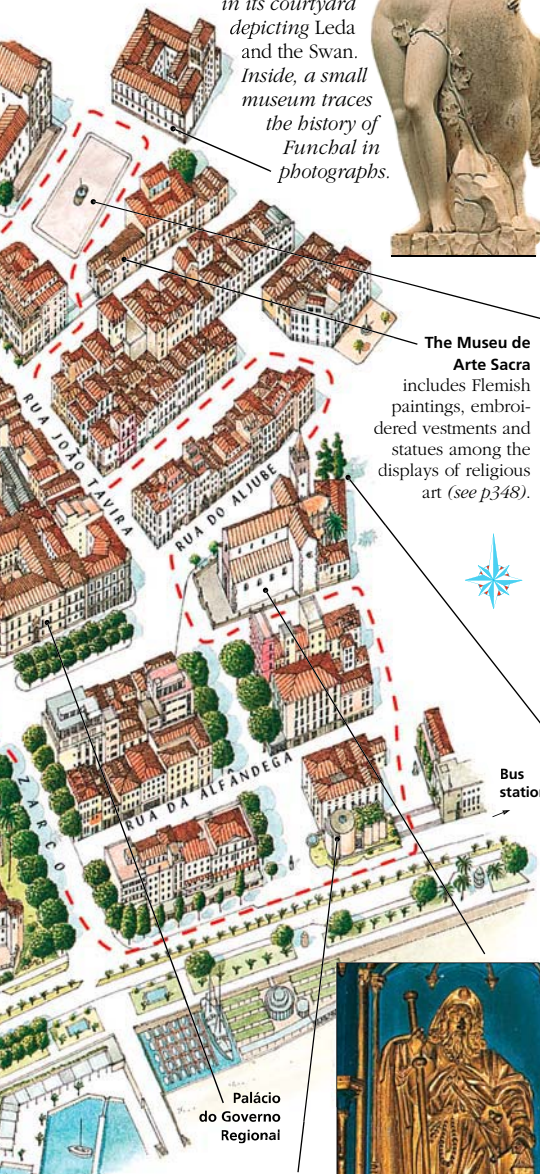 in its courtyard
depicting Leda
and the Swan.
Inside, a small
museum traces
the history of
Funchal in
photographs.
The Museu de
Arte Sacra
includes Flemish
paintings, embroi-
dered vestments and
statues among the
displays of religious
art (see p348).
RUA JOÃO TAVIRA
RUA DO ALJUBE
ZARCO
RUA DA ALFÂNDEGA
Bus
station
Palácio
do Governo
Regional